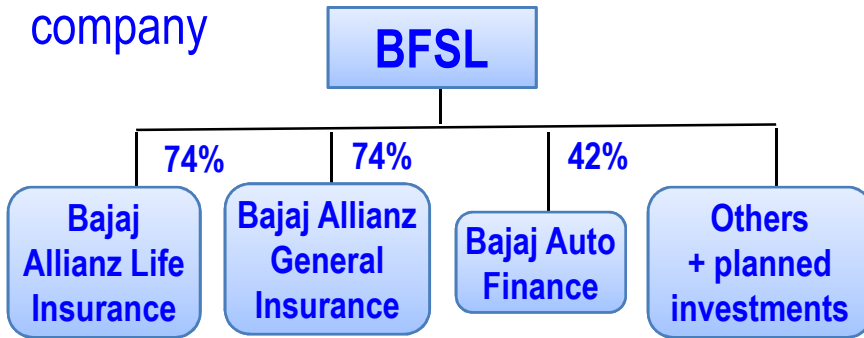 company
BFSL
74%
74%
42%
Bajaj
Allianz Life
Insurance
Bajaj Allianz
General
Insurance
Bajaj Auto
Finance
Others
+ planned
investments